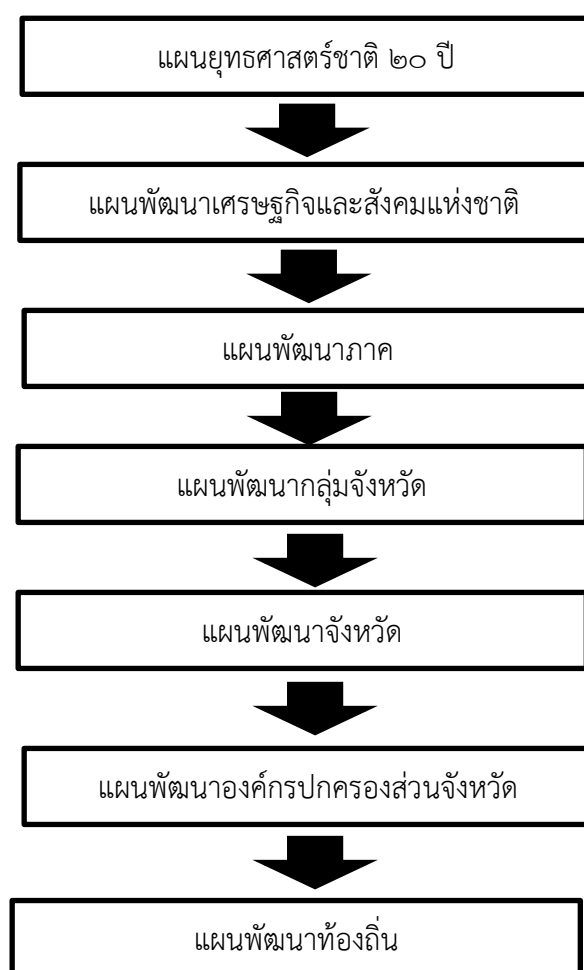 แผนยุทธศาสตร์ชาติ ๒๐ ปี
แผนพัฒนาเศรษฐกิจและสังคมแห่งชาติ
แผนพัฒนาภาค
แผนพัฒนากลุ่มจังหวัด
แผนพัฒนาจังหวัด
แผนพัฒนาองค์กรปกครองส่วนจังหวัด
แผนพัฒนาท้องถิ่น